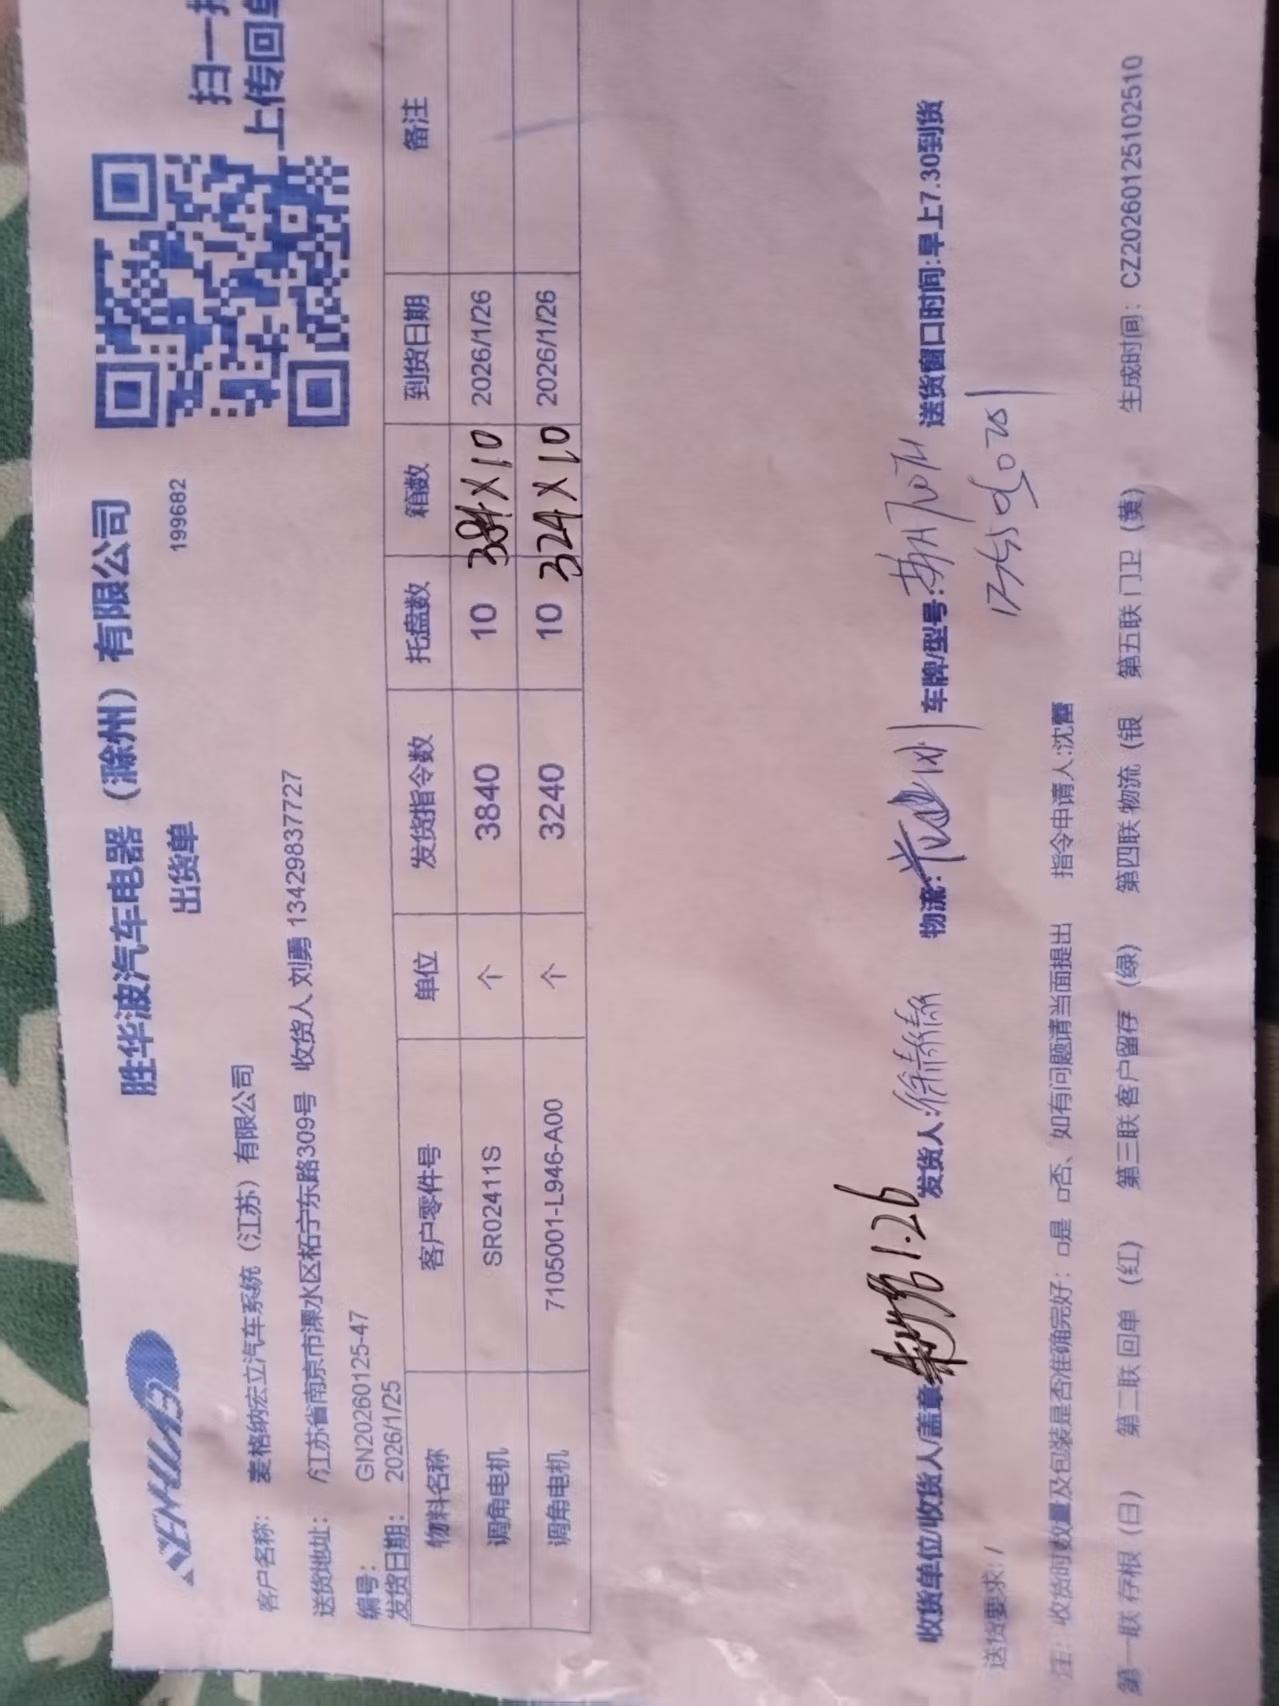 SENHUA
胜华波汽车电器（滁州）有限公司
扫一扫
上传回单
出货单
199682
客户名称: 麦格纳宏立汽车系统（江苏）有限公司
送货地址: 江苏省南京市溧水区柘宁东路309号 收货人 刘勇 13429837727
编号: GN20260125-47
发货日期: 2026/1/25
物料名称 客户零件号 单位 发货指令数 托盘数 箱数 到货日期 备注
调角电机 SR02411S 个 3840 10 384×10 2026/1/26
调角电机 7105001-L946-A00 个 3240 10 324×10 2026/1/26
收货单位/收货人/盖章: 1.26 发货人: 物流: 车牌/型号: 送货窗口时间:早上7.30到货
送货要求:/
注：收货时数量及包装是否准确完好：□是 □否、如有问题请当面提出 指令申请人:沈雷
第一联 存根（白） 第二联 回单（红） 第三联 客户留存（绿） 第四联 物流（银 第五联 门卫（黄） 生成时间：CZ20260125102510